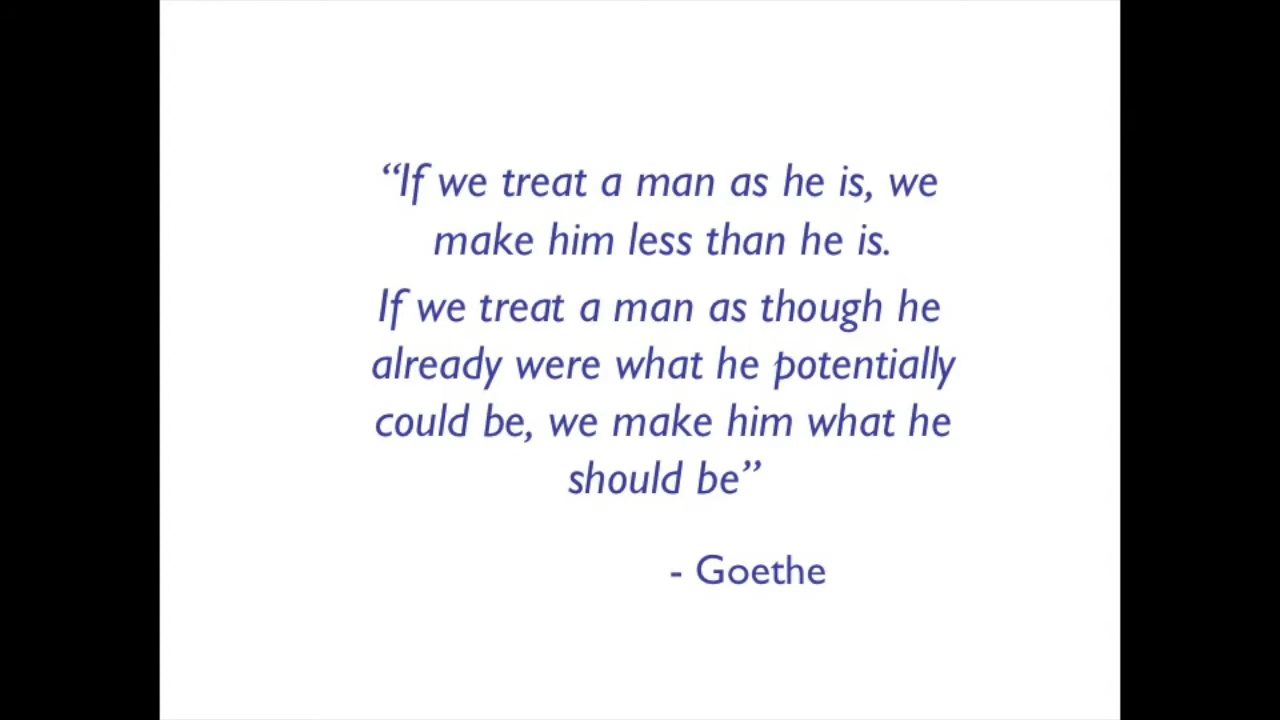 “If we treat a man as he is, we
make him less than he is.
If we treat a man as though he
already were what he potentially
could be, we make him what he
should be”
- Goethe